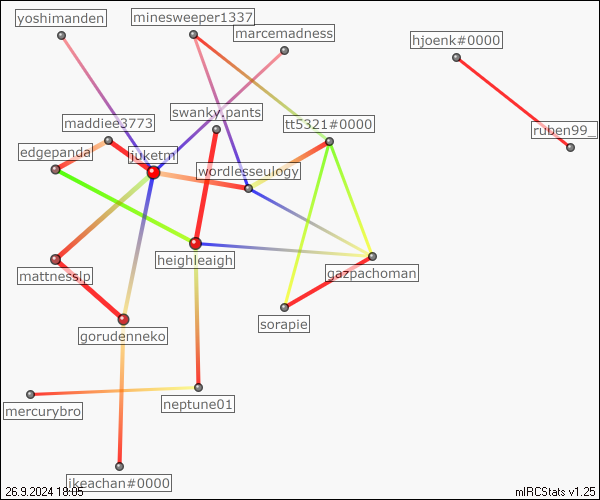 yoshimanden
minesweeper1337
marcemadness
hjoenk#0000
swanky.pants
maddiee3773
tt5321#0000
ruben99_
edgepanda
juketni
wordlesseulogy
heighleaigh
mattnesslp
gazpachoman
sorapie
gorudenneko
mercurybro
neptune01
ikeachan#0000
26.9.2024 18:05
mIRCStats v1.25